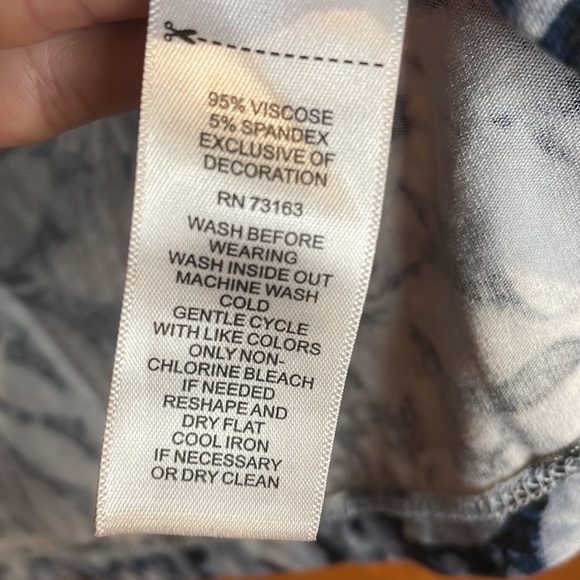 95% VISCOSE
5% SPANDEX
EXCLUSIVE OF
DECORATION
RN 73163
WASH BEFORE
WEARING
WASH INSIDE OUT
MACHINE WASH
COLD
GENTLE CYCLE
WITH LIKE COLORS
ONLY NON-
CHLORINE BLEACH
IF NEEDED
RESHAPE AND
DRY FLAT
COOL IRON
IF NECESSARY
OR DRY CLEAN